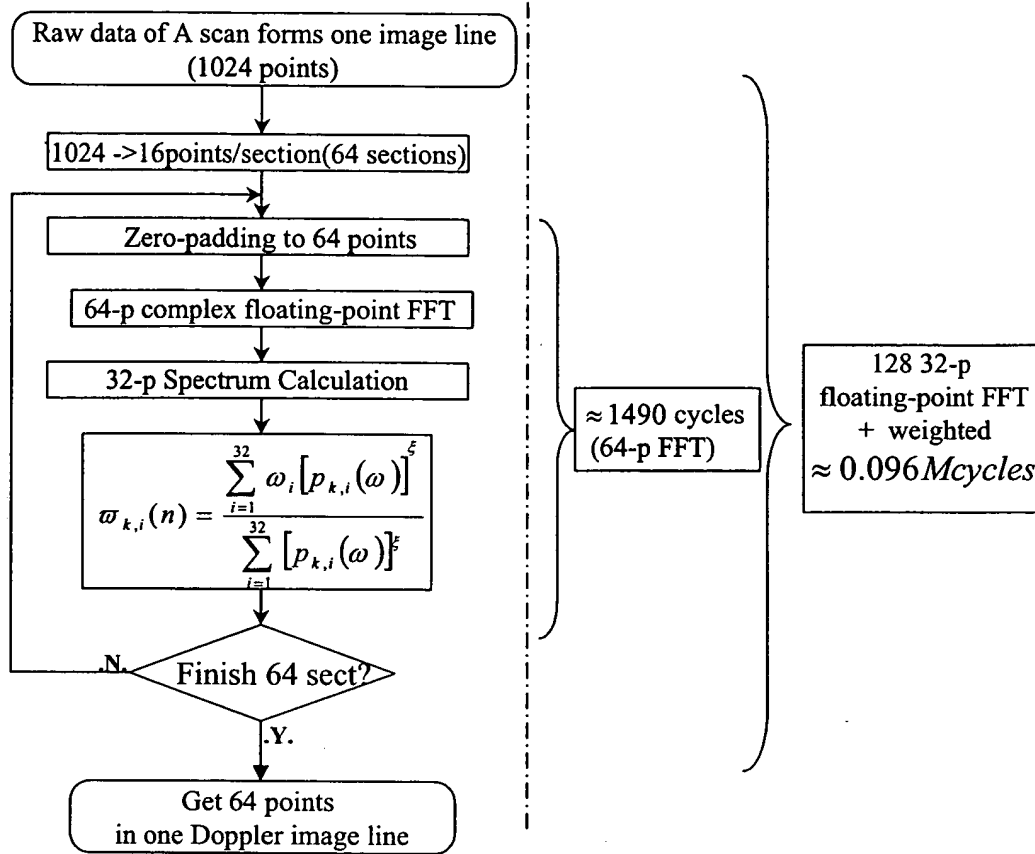 Raw data of A scan forms one image line
(1024 points)
1024 ->16points/section(64 sections)
Zero-padding to 64 points
64-p complex floating-point FFT
32-p Spectrum Calculation
ϖ_{k,i}(n) = \frac{\sum_{i=1}^{32} ω_i [p_{k,i}(ω)]^ξ}{\sum_{i=1}^{32} [p_{k,i}(ω)]^ξ}
.N.
Finish 64 sect?
.Y.
Get 64 points
in one Doppler image line
≈1490 cycles
(64-p FFT)
128 32-p
floating-point FFT
+ weighted
≈ 0.096Mcycles